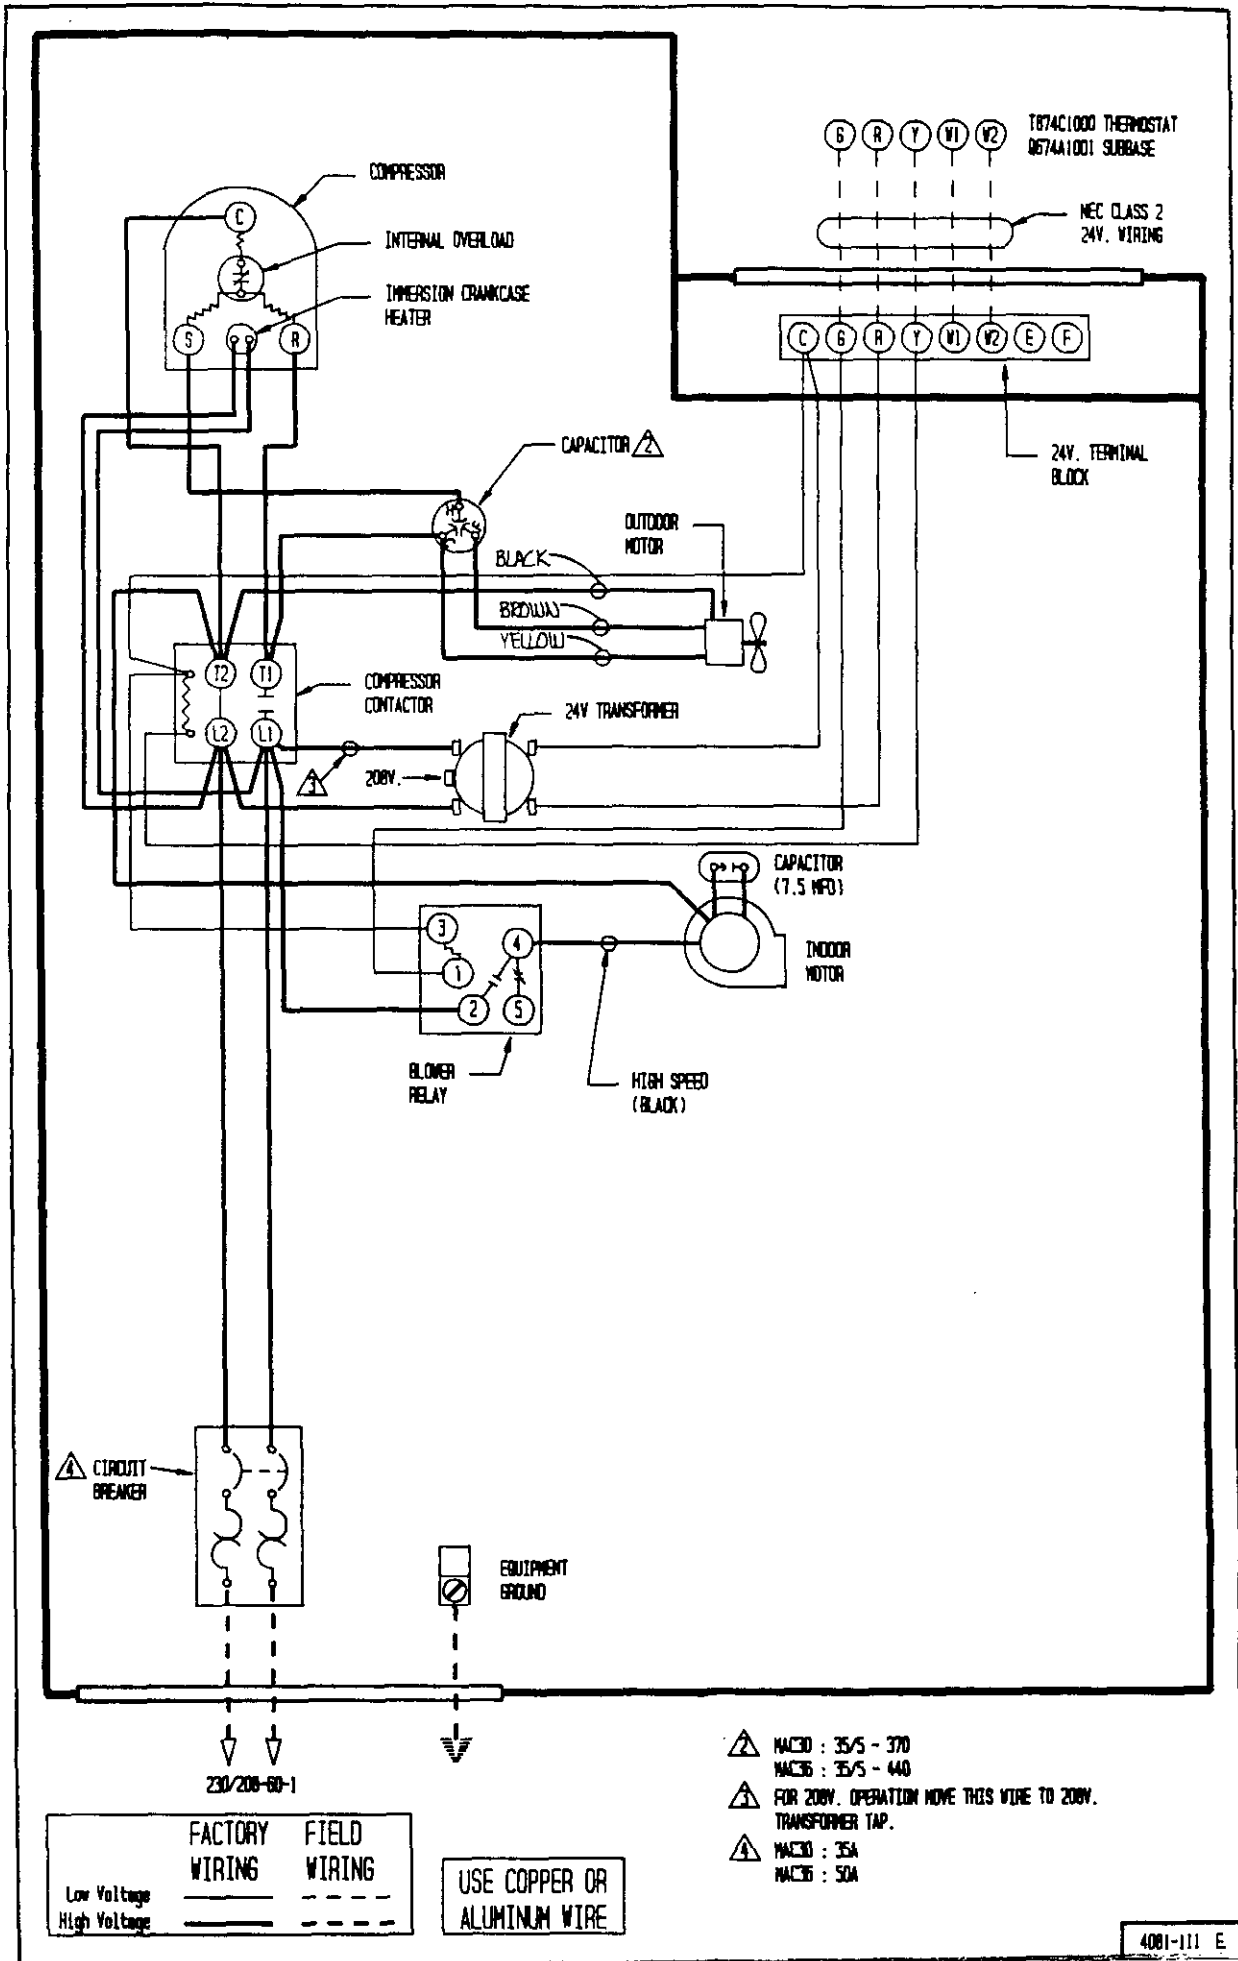 T874C1000 THERMOSTAT
Q674A1001 SUBBASE
G R Y W1 W2
NEC CLASS 2
24V. WIRING
COMPRESSOR
C
INTERNAL OVERLOAD
IMMERSION CRANKCASE
HEATER
S R
C G R Y W1 W2 E F
24V. TERMINAL
BLOCK
CAPACITOR 2
H
F
C
OUTDOOR
MOTOR
BLACK
BROWN
YELLOW
T2 T1
COMPRESSOR
CONTACTOR
L2 L1
24V TRANSFORMER
3
208V.
CAPACITOR
(7.5 MFD)
3
4
1
2
5
INDOOR
MOTOR
BLOWER
RELAY
HIGH SPEED
(BLACK)
4 CIRCUIT
BREAKER
EQUIPMENT
GROUND
230/208-60-1
2 MAC30 : 35/5 - 370
MAC36 : 35/5 - 440
3 FOR 208V. OPERATION MOVE THIS WIRE TO 208V.
TRANSFORMER TAP.
4 MAC30 : 35A
MAC36 : 50A
FACTORY FIELD
WIRING WIRING
Low Voltage
High Voltage
USE COPPER OR
ALUMINUM WIRE
4081-111 E